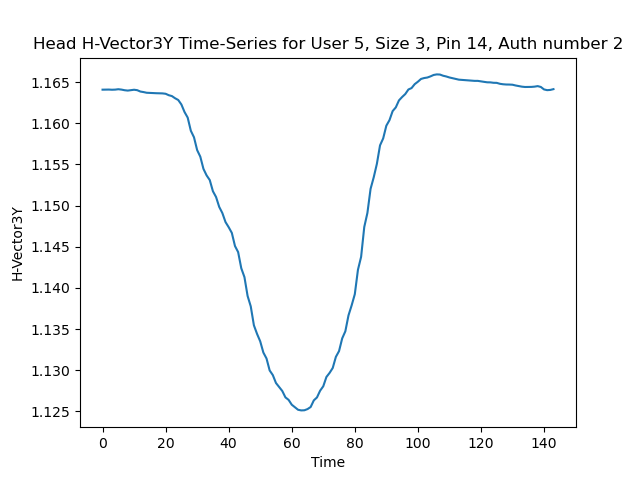 Head H-Vector3Y Time-Series for User 5, Size 3, Pin 14, Auth number 2
H-Vector3Y
1.165
1.160
1.155
1.150
1.145
1.140
1.135
1.130
1.125
0 20 40 60 80 100 120 140
Time